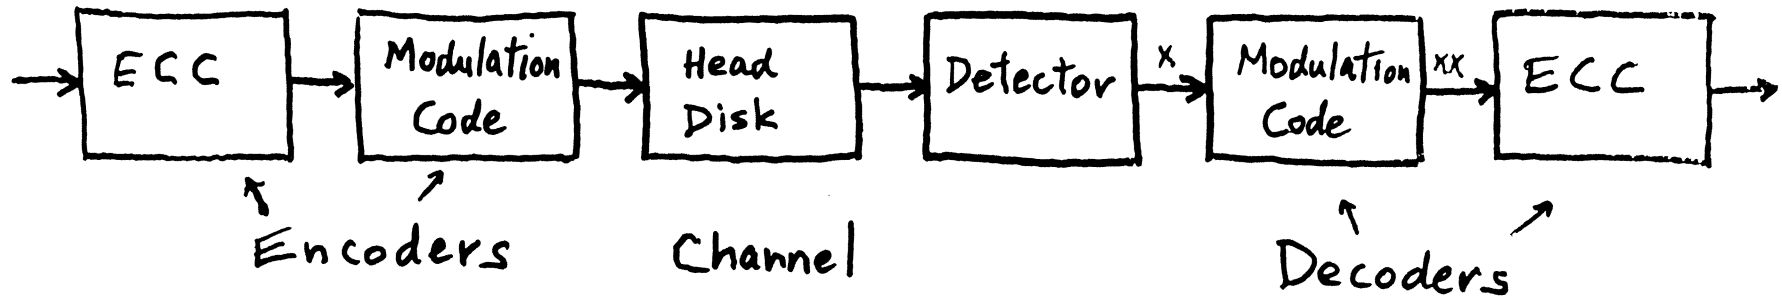 ECC
Modulation
Code
Head
Disk
Detector
x
Modulation
Code
xx
ECC
Encoders
Channel
Decoders